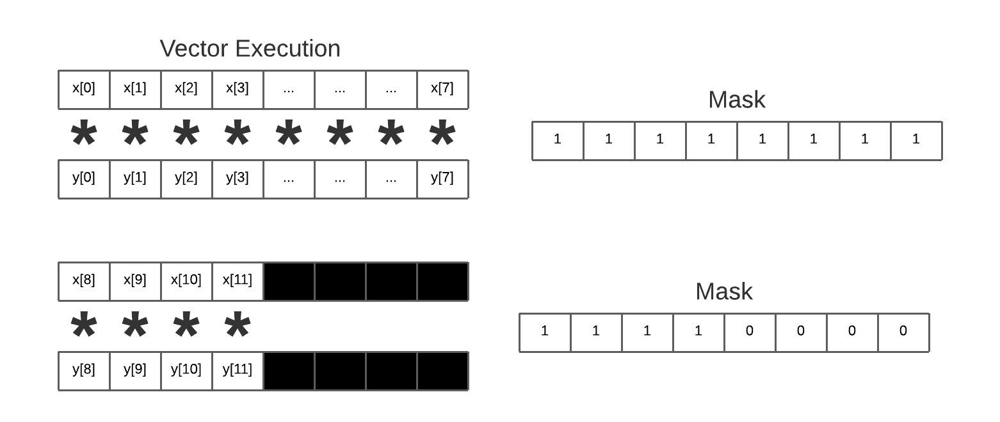 Vector Execution
x[0] x[1] x[2] x[3] ... ... ... x[7]
* * * * * * * *
y[0] y[1] y[2] y[3] ... ... ... y[7]
Mask
1 1 1 1 1 1 1 1
x[8] x[9] x[10] x[11]
* * * *
y[8] y[9] y[10] y[11]
Mask
1 1 1 1 0 0 0 0